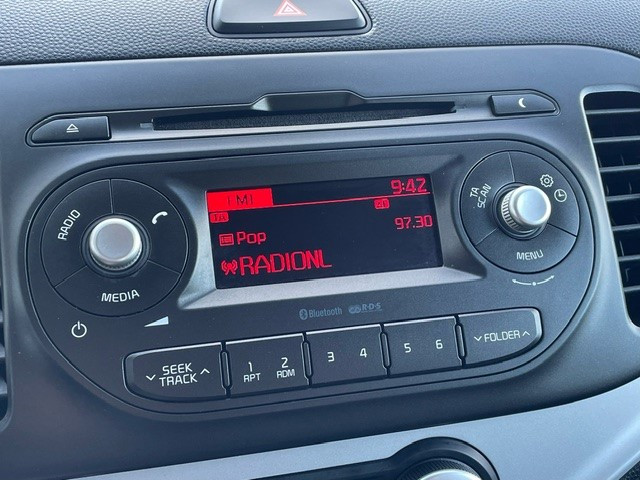 FM1 9:42
TA
97.30
Pop
RADIONL
RADIO
MEDIA
TA
SCAN
MENU
Bluetooth R·D·S
SEEK
TRACK
1 RPT
2 RDM
3 4
5 6
FOLDER